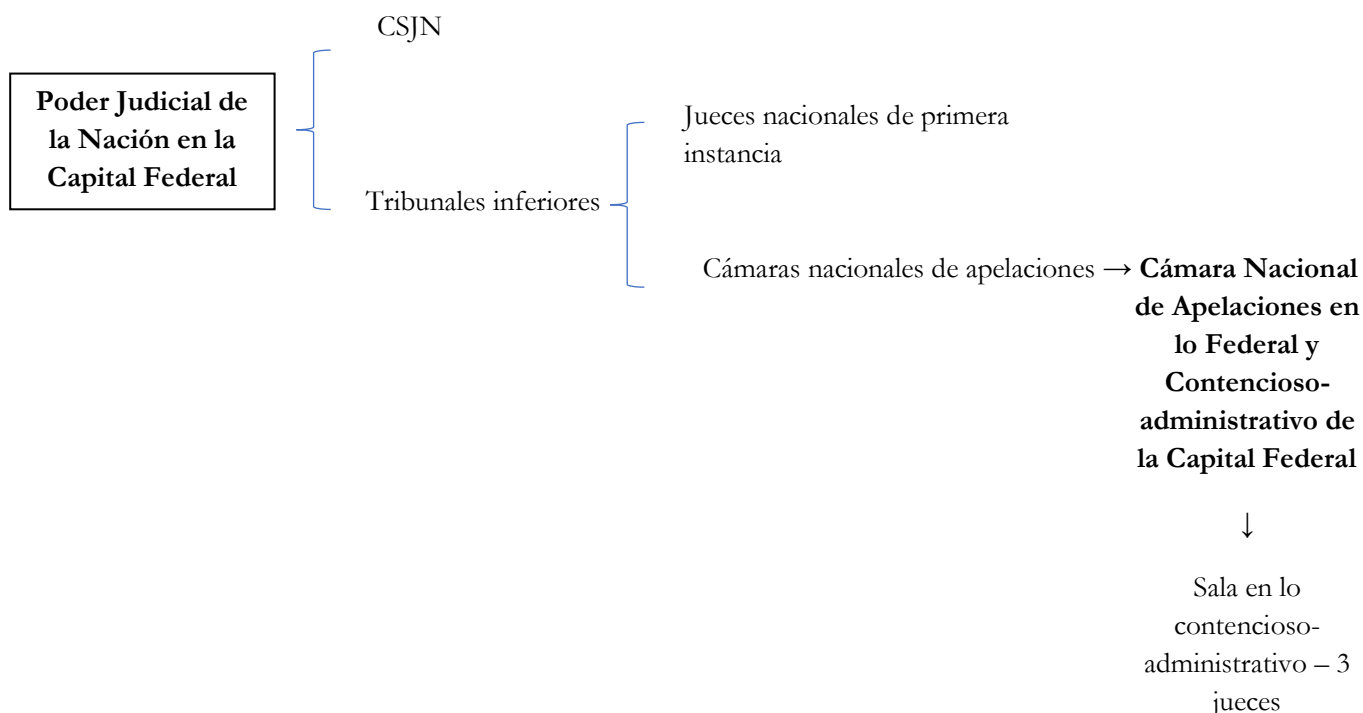 CSJN
Poder Judicial de
la Nación en la
Capital Federal
Jueces nacionales de primera
instancia
Tribunales inferiores
Cámaras nacionales de apelaciones → Cámara Nacional
de Apelaciones en
lo Federal y
Contencioso-
administrativo de
la Capital Federal
↓
Sala en lo
contencioso-
administrativo – 3
jueces